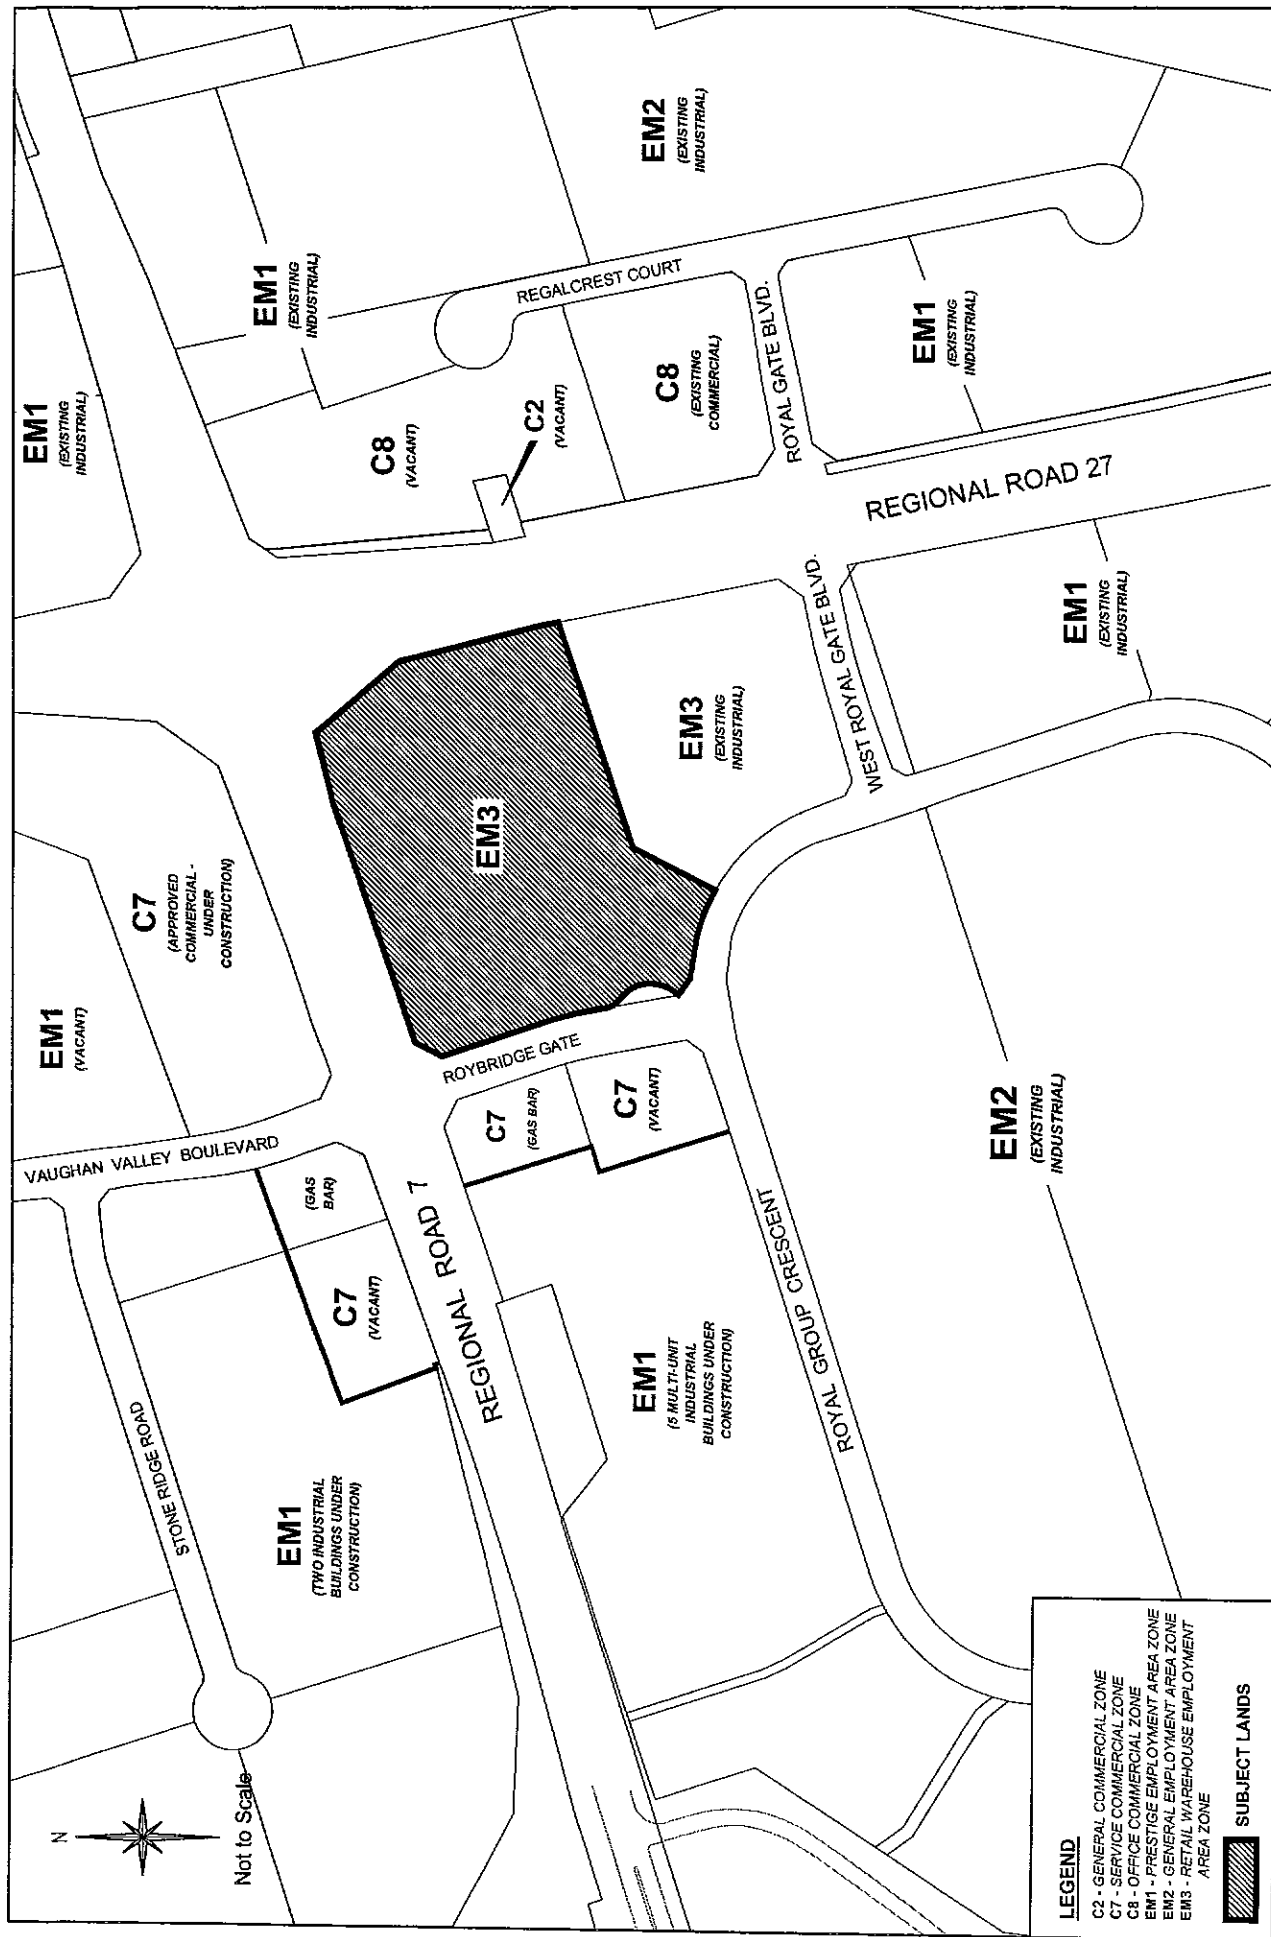 N
Not to Scale
STONE RIDGE ROAD
VAUGHAN VALLEY BOULEVARD
EM1
(VACANT)
C7
(APPROVED
COMMERCIAL -
UNDER
CONSTRUCTION)
EM1
(EXISTING
INDUSTRIAL)
EM1
(TWO INDUSTRIAL
BUILDINGS UNDER
CONSTRUCTION)
C7
(VACANT)
(GAS
BAR)
REGIONAL ROAD 7
EM1
(EXISTING
INDUSTRIAL)
C8
(VACANT)
C2
(VACANT)
REGALCREST COURT
EM2
(EXISTING
INDUSTRIAL)
C7
(GAS BAR)
ROYBRIDGE GATE
EM3
C7
(VACANT)
EM1
(5 MULTI-UNIT
INDUSTRIAL
BUILDINGS UNDER
CONSTRUCTION)
EM3
(EXISTING
INDUSTRIAL)
C8
(EXISTING
COMMERCIAL)
ROYAL GATE BLVD.
ROYAL GROUP CRESCENT
WEST ROYAL GATE BLVD.
REGIONAL ROAD 27
EM1
(EXISTING
INDUSTRIAL)
EM2
(EXISTING
INDUSTRIAL)
EM1
(EXISTING
INDUSTRIAL)
LEGEND
C2 - GENERAL COMMERCIAL ZONE
C7 - SERVICE COMMERCIAL ZONE
C8 - OFFICE COMMERCIAL ZONE
EM1 - PRESTIGE EMPLOYMENT AREA ZONE
EM2 - GENERAL EMPLOYMENT AREA ZONE
EM3 - RETAIL WAREHOUSE EMPLOYMENT
AREA ZONE
SUBJECT LANDS